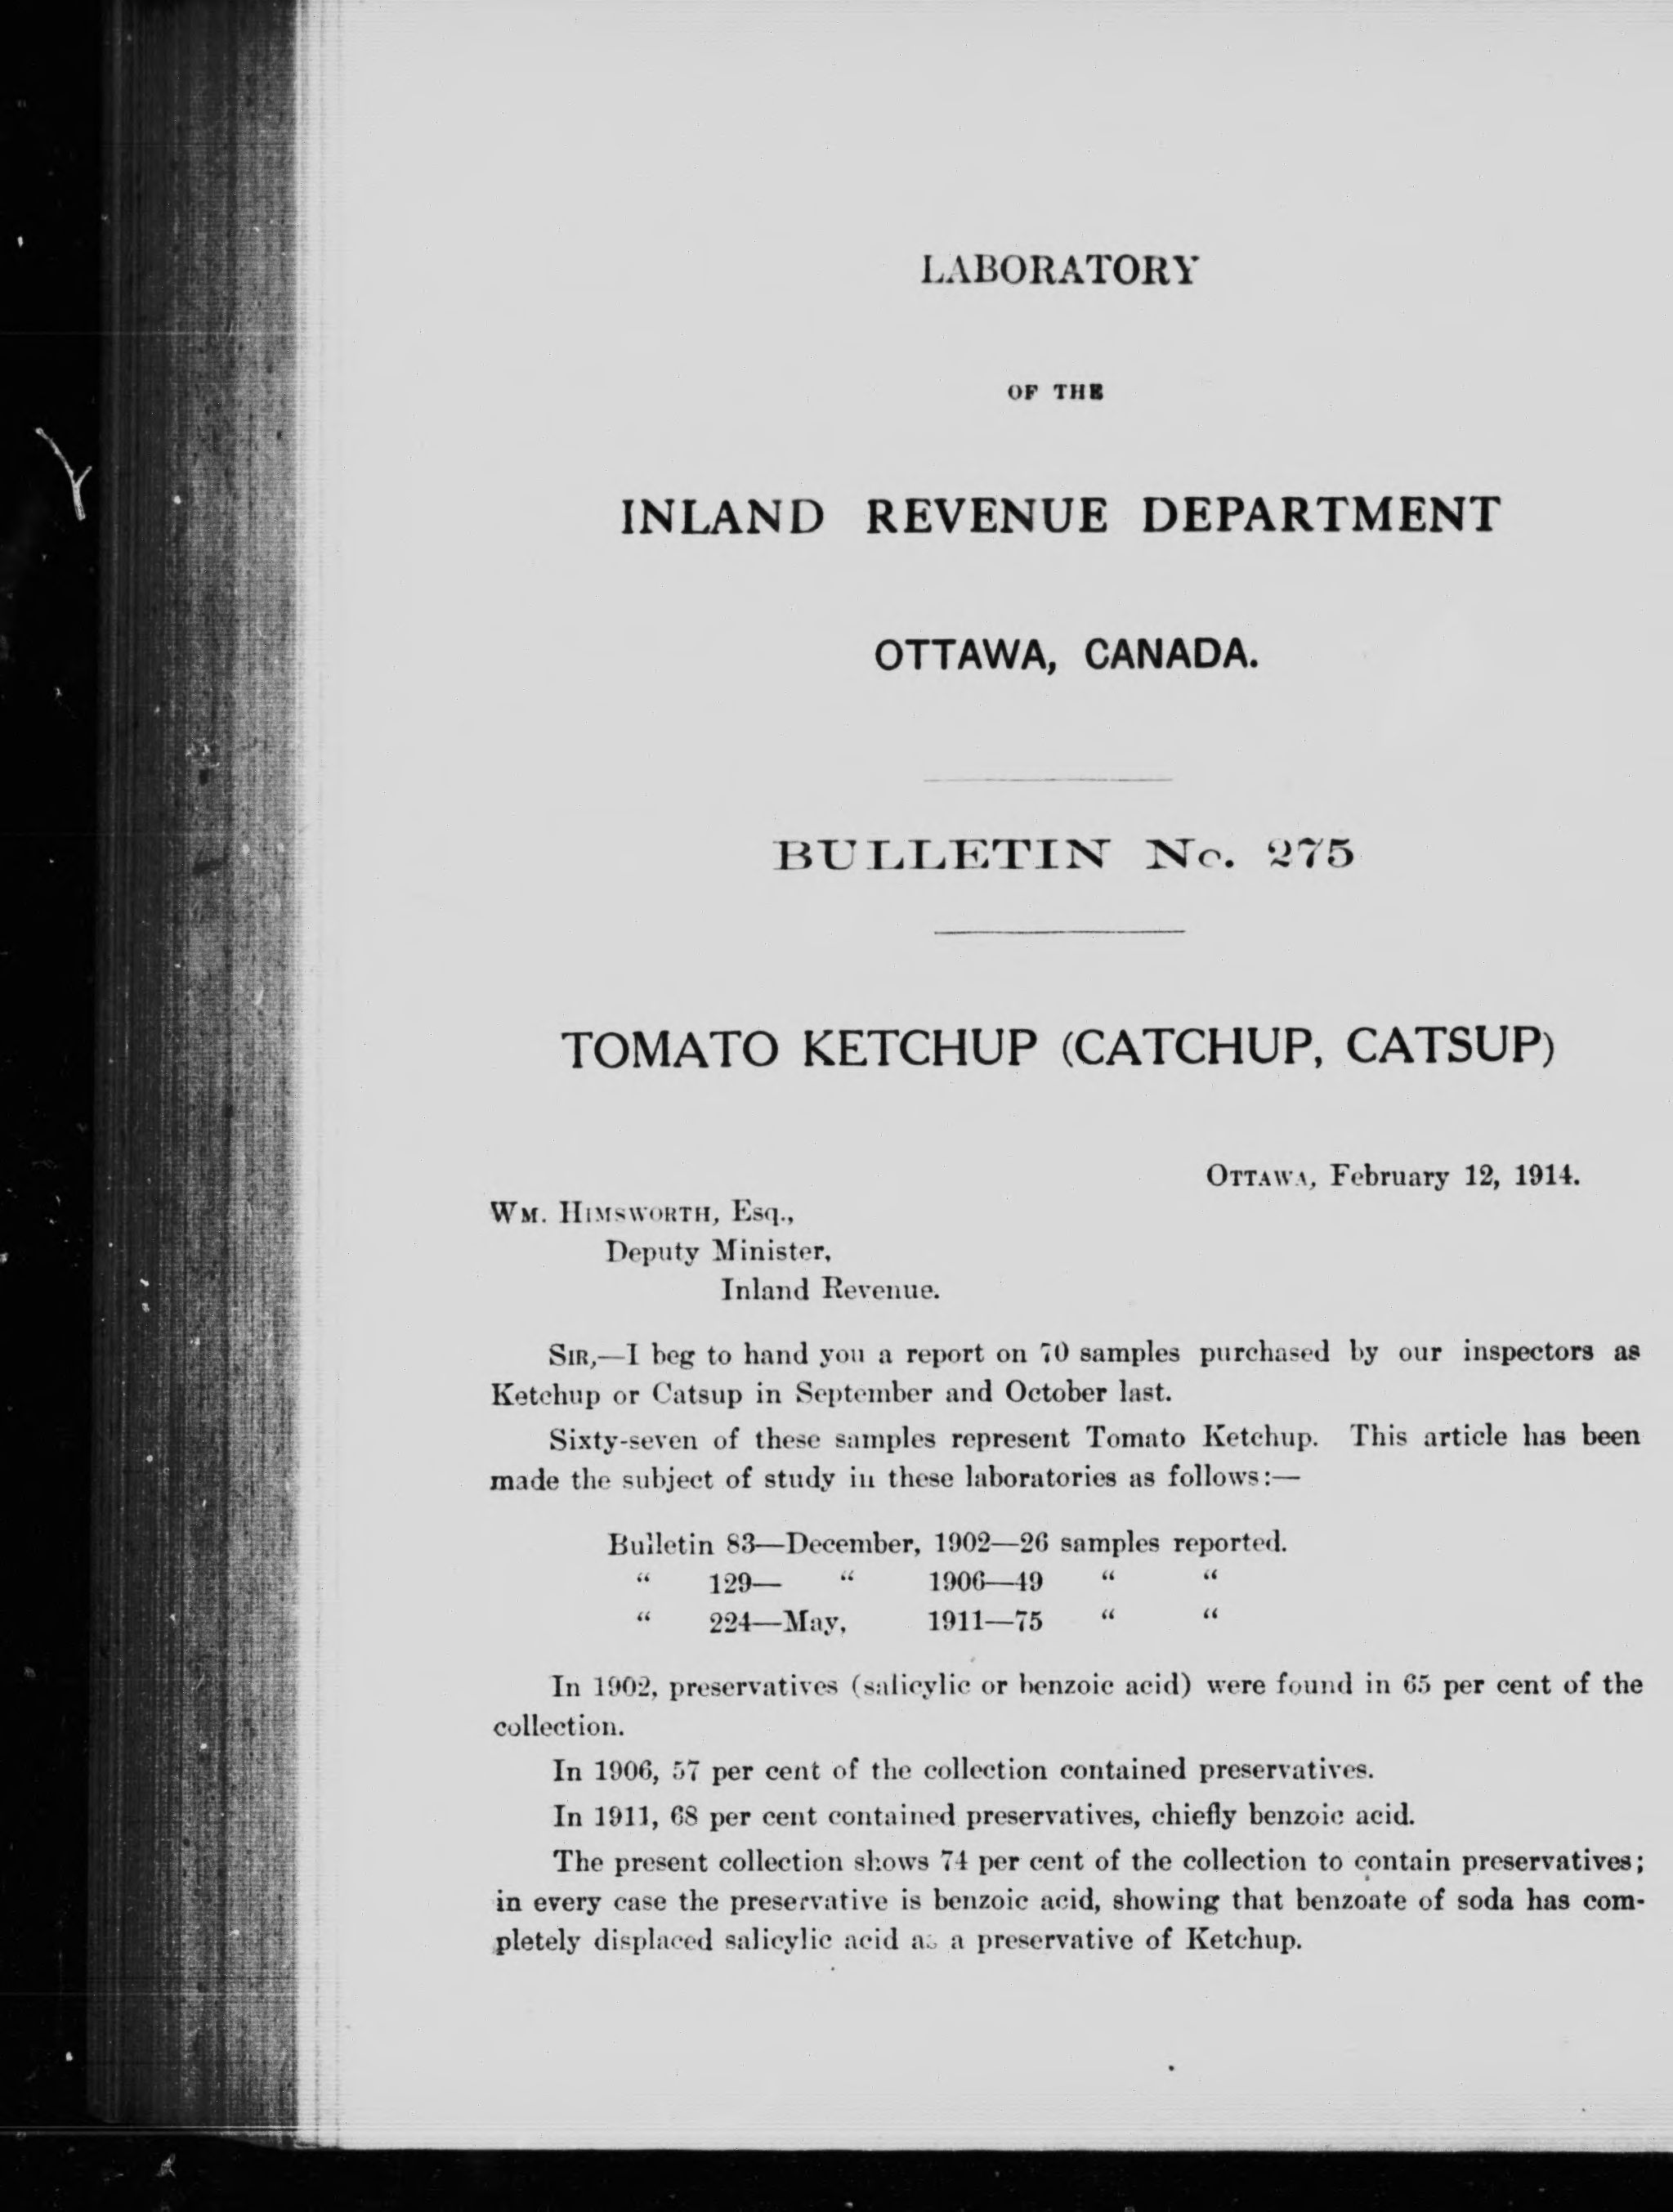 LABORATORY
OF THE
INLAND REVENUE DEPARTMENT
OTTAWA, CANADA.
BULLETIN No. 275
TOMATO KETCHUP (CATCHUP, CATSUP)
OTTAWA, February 12, 1914.
WM. HIMSWORTH, Esq.,
Deputy Minister,
Inland Revenue.
SIR,—I beg to hand you a report on 70 samples purchased by our inspectors as
Ketchup or Catsup in September and October last.
Sixty-seven of these samples represent Tomato Ketchup. This article has been
made the subject of study in these laboratories as follows:—
Bulletin 83—December, 1902—26 samples reported.
“ 129— “ 1906—49 “ “
“ 224—May, 1911—75 “ “
In 1902, preservatives (salicylic or benzoic acid) were found in 65 per cent of the
collection.
In 1906, 57 per cent of the collection contained preservatives.
In 1911, 68 per cent contained preservatives, chiefly benzoic acid.
The present collection shows 74 per cent of the collection to contain preservatives;
in every case the preservative is benzoic acid, showing that benzoate of soda has com-
pletely displaced salicylic acid as a preservative of Ketchup.